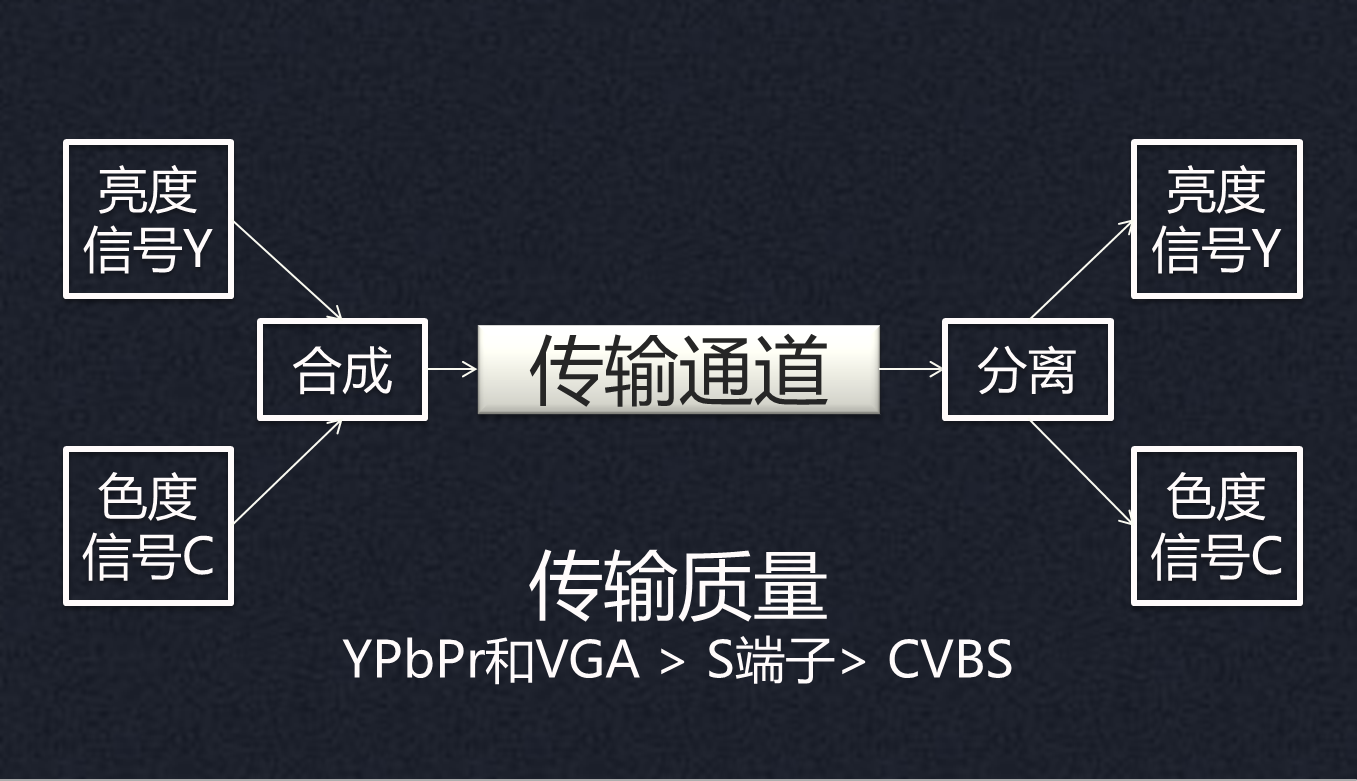 亮度
信号Y
亮度
信号Y
合成
传输通道
分离
色度
信号C
色度
信号C
传输质量
YPbPr和VGA > S端子> CVBS